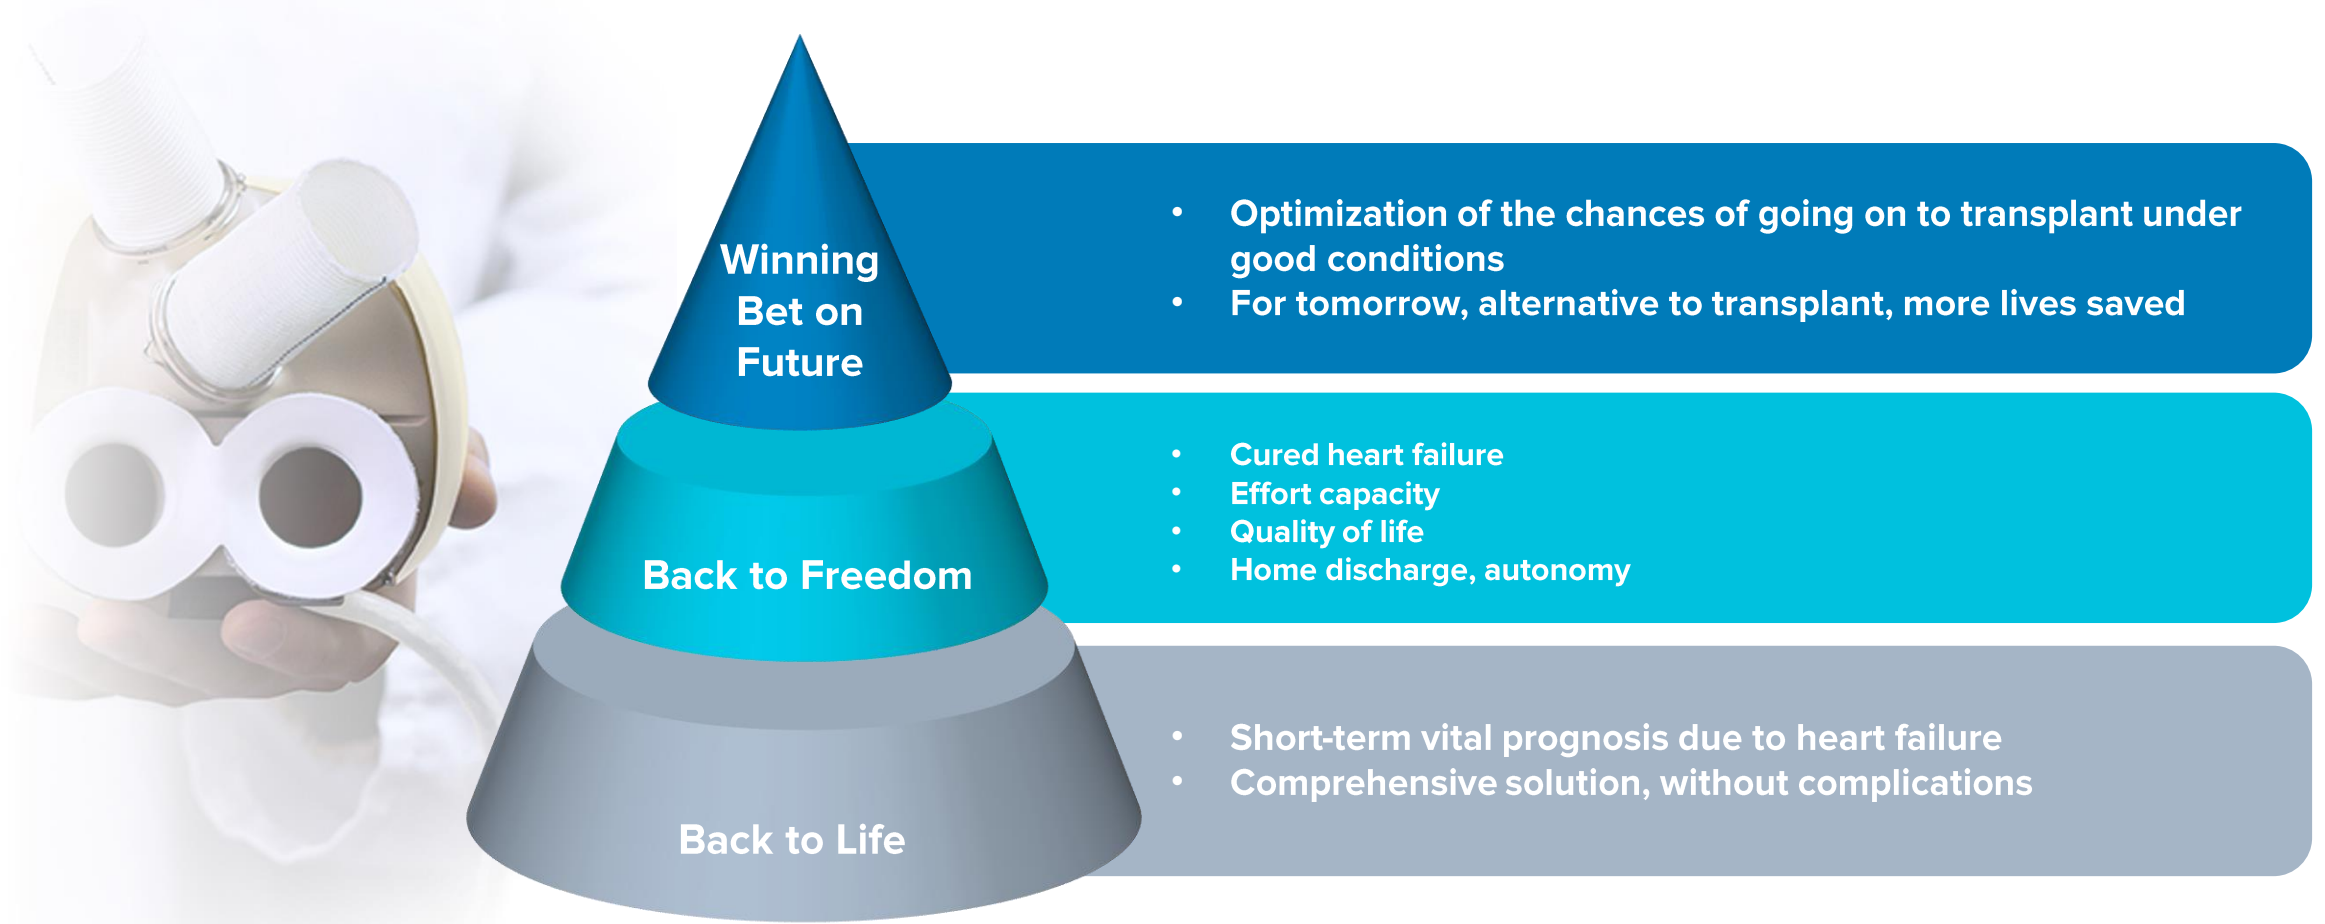 Winning
Bet on
Future
• Optimization of the chances of going on to transplant under
good conditions
• For tomorrow, alternative to transplant, more lives saved
Back to Freedom
• Cured heart failure
• Effort capacity
• Quality of life
• Home discharge, autonomy
Back to Life
• Short-term vital prognosis due to heart failure
• Comprehensive solution, without complications